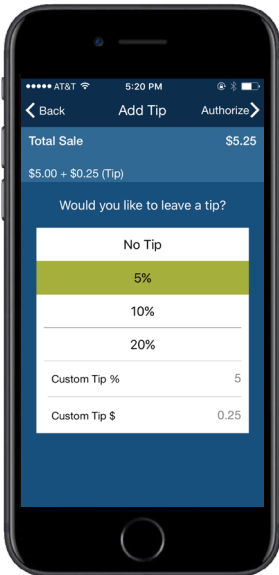 AT&T 5:20 PM
Back Add Tip Authorize
Total Sale $5.25
$5.00 + $0.25 (Tip)
Would you like to leave a tip?
No Tip
5%
10%
20%
Custom Tip % 5
Custom Tip $ 0.25